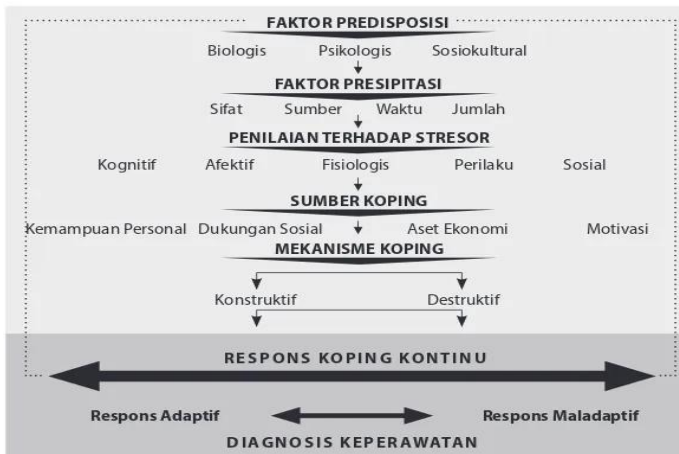 FAKTOR PREDISPOSISI
Biologis Psikologis Sosiokultural
FAKTOR PRESIPITASI
Sifat Sumber Waktu Jumlah
PENILAIAN TERHADAP STRESOR
Kognitif Afektif Fisiologis Perilaku Sosial
SUMBER KOPING
Kemampuan Personal Dukungan Sosial Aset Ekonomi Motivasi
MEKANISME KOPING
Konstruktif Destruktif
RESPONS KOPING KONTINU
Respons Adaptif Respons Maladaptif
DIAGNOSIS KEPERAWATAN